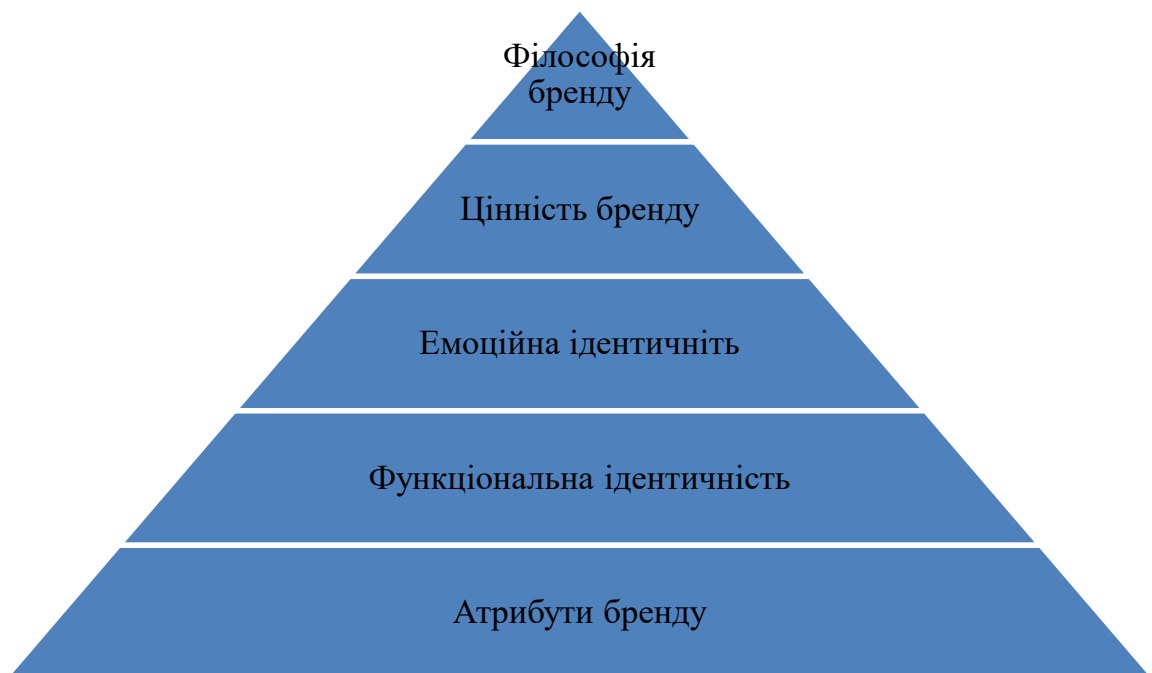 Філософія
бренду
Цінність бренду
Емоційна ідентичніть
Функціональна ідентичність
Атрибути бренду